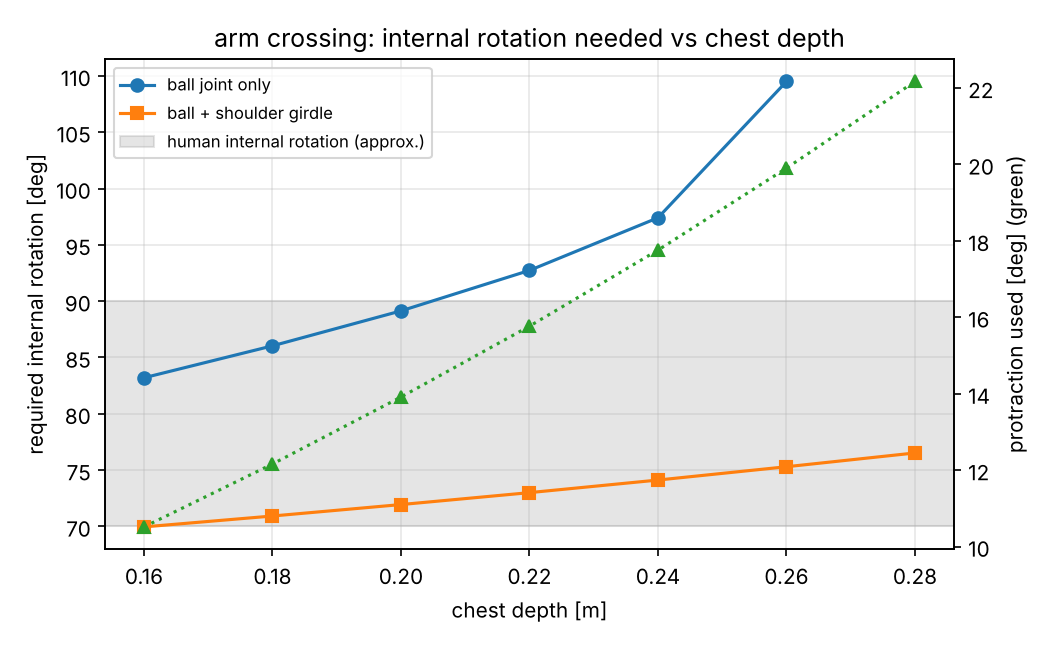 arm crossing: internal rotation needed vs chest depth
ball joint only
ball + shoulder girdle
human internal rotation (approx.)
required internal rotation [deg]
110
105
100
95
90
85
80
75
70
22
20
18
16
14
12
10
protraction used [deg] (green)
0.16 0.18 0.20 0.22 0.24 0.26 0.28
chest depth [m]